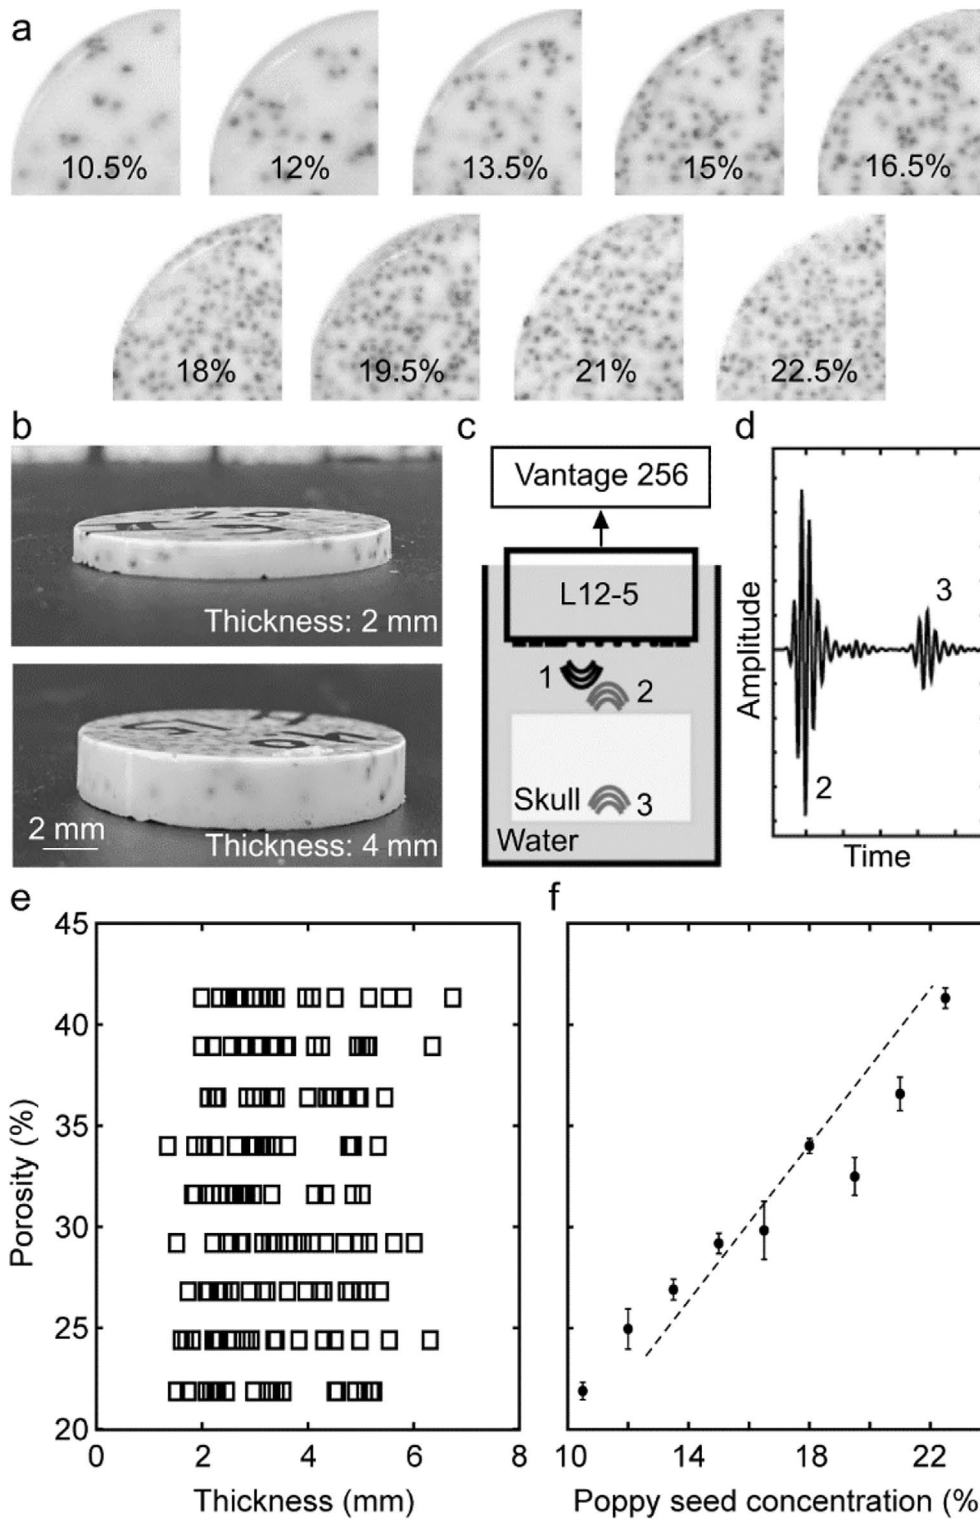 a
10.5% 12% 13.5% 15% 16.5%
18% 19.5% 21% 22.5%
b
Thickness: 2 mm
2 mm
Thickness: 4 mm
c
Vantage 256
L12-5
1
2
Skull
3
Water
d
Amplitude
3
2
Time
e
Porosity (%)
45
40
35
30
25
20
0 2 4 6 8
Thickness (mm)
f
10 14 18 22
Poppy seed concentration (%